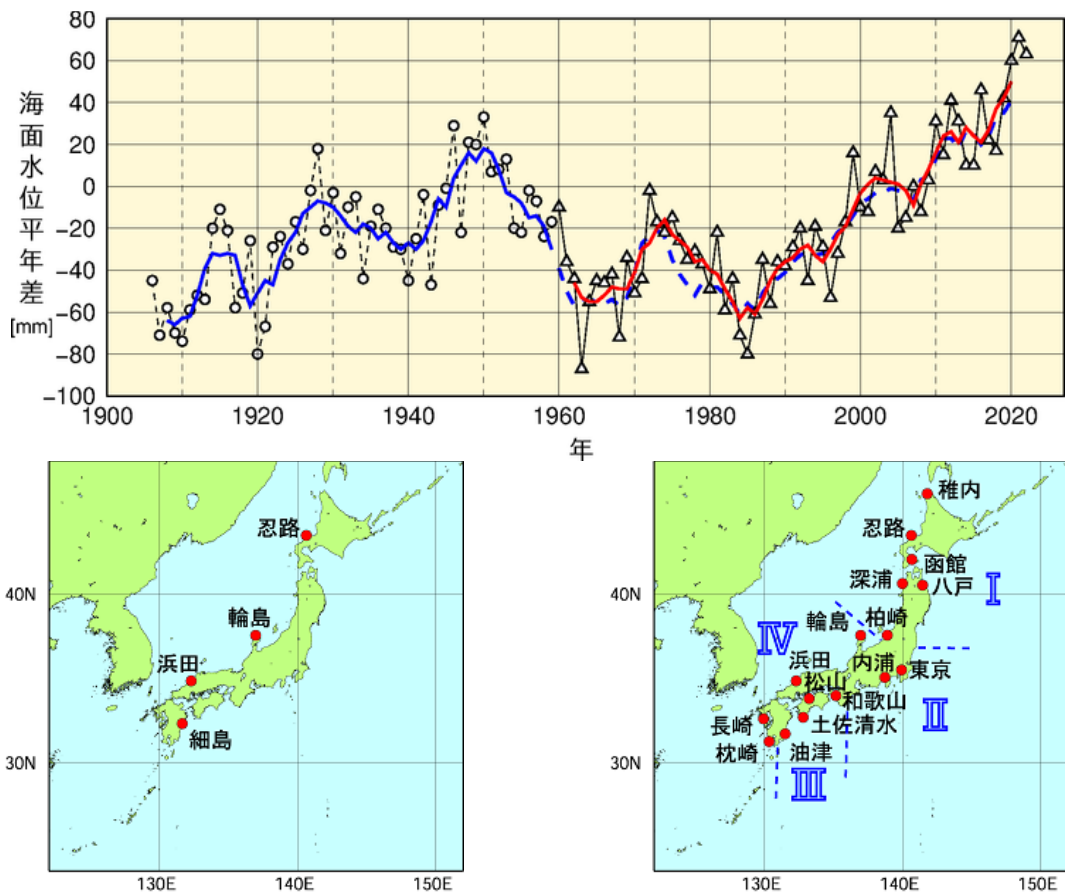 80
60
40
20
0
−20
−40
−60
−80
−100
海面水位平年差
[mm]
1900 1920 1940 1960 1980 2000 2020
年
忍路
輪島
浜田
細島
40N
30N
130E 140E 150E
稚内
忍路
函館
深浦
八戸
I
輪島 柏崎
IV
浜田
内浦 東京
松山
和歌山
II
長崎
土佐清水
枕崎
油津
III
40N
30N
130E 140E 150E